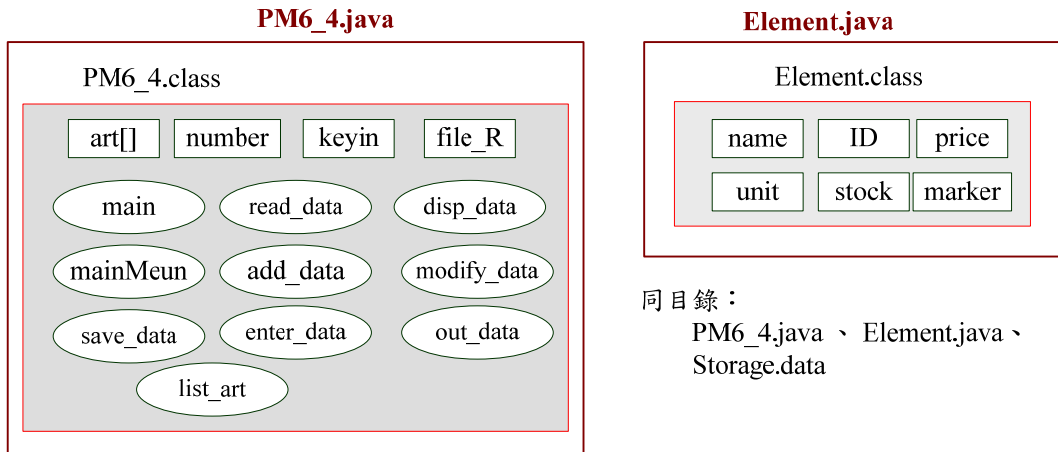 PM6_4.java
PM6_4.class
art[] number keyin file_R
main read_data disp_data
mainMeun add_data modify_data
save_data enter_data out_data
list_art
Element.java
Element.class
name ID price
unit stock marker
同目錄：
PM6_4.java 、 Element.java、
Storage.data